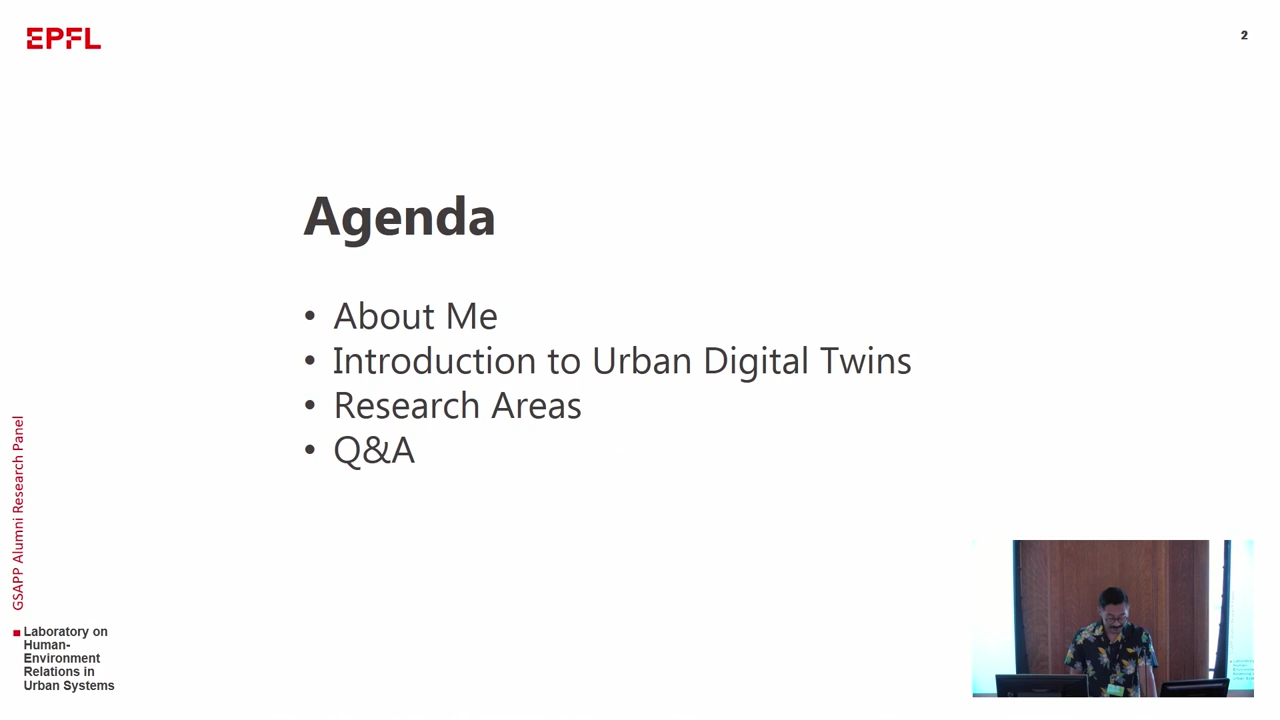 EPFL
2
Agenda
• About Me
• Introduction to Urban Digital Twins
• Research Areas
• Q&A
GSAPP Alumni Research Panel
Laboratory on
Human-
Environment
Relations in
Urban Systems